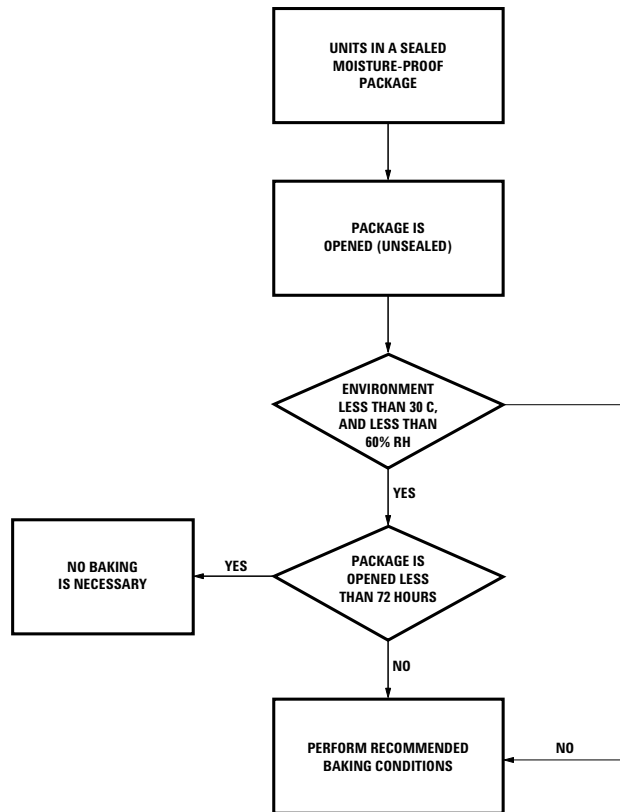 UNITS IN A SEALED
MOISTURE-PROOF
PACKAGE
PACKAGE IS
OPENED (UNSEALED)
ENVIRONMENT
LESS THAN 30 C,
AND LESS THAN
60% RH
YES
PACKAGE IS
OPENED LESS
THAN 72 HOURS
YES
NO BAKING
IS NECESSARY
NO
PERFORM RECOMMENDED
BAKING CONDITIONS
NO